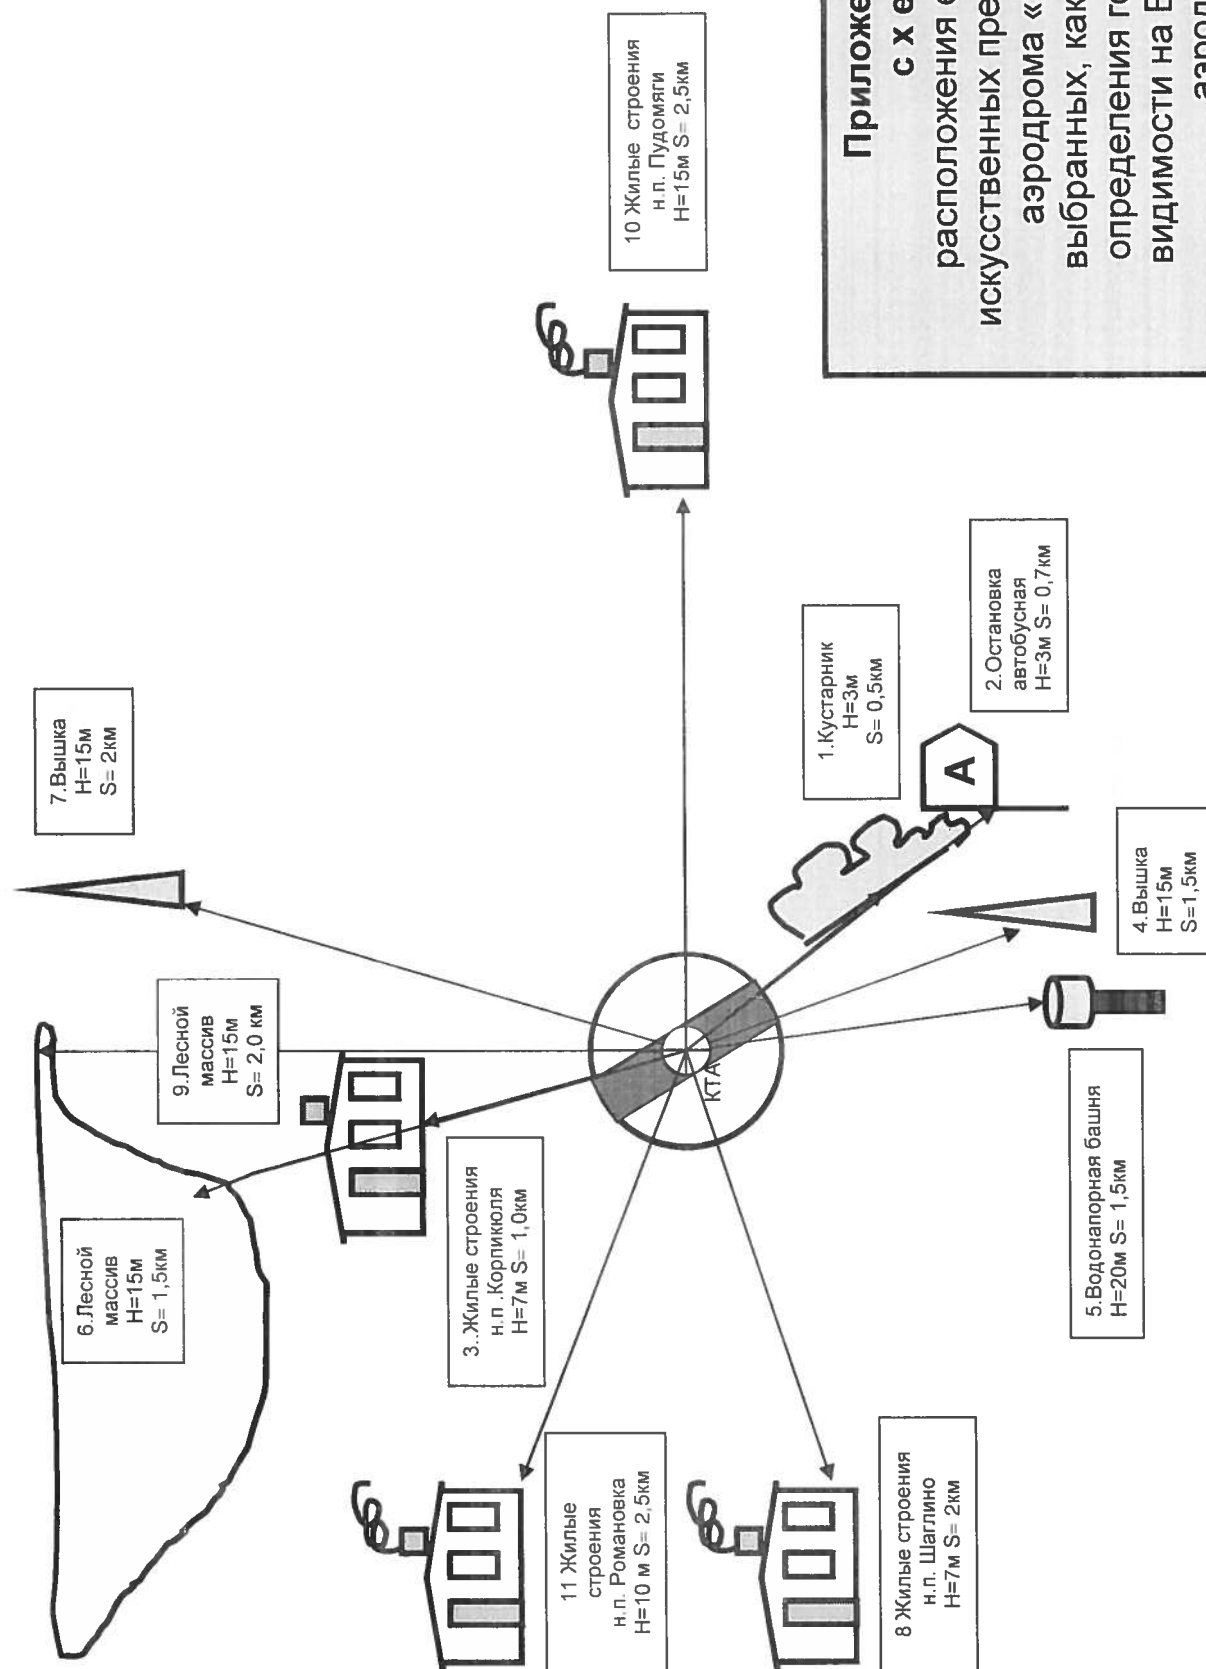 7.Вышка
H=15м
S= 2км
9.Лесной
массив
H=15м
S= 2,0 км
6.Лесной
массив
H=15м
S= 1,5км
10 Жилые строения
н.п. Пудомяги
H=15м S= 2,5км
3..Жилые строения
н.п .Корпикюля
H=7м S= 1,0км
КТА
1.Кустарник
H=3м
S= 0,5км
2.Остановка
автобусная
H=3м S= 0,7км
А
4.Вышка
H=15м
S=1,5км
5.Водонапорная башня
H=20м S= 1,5км
11 Жилые
строения
н.п. Романовка
H=10 м S= 2,5км
8 Жилые строения
н.п. Шаглино
H=7м S= 2км
Приложе
с х е
расположения е
искусственных пре
аэродрома «
выбранных, как
определения го
видимости на В
аэрод